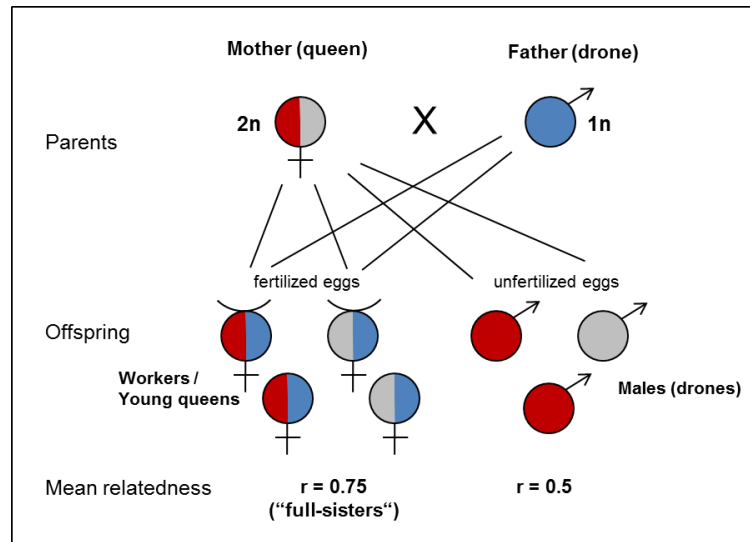 Mother (queen)
Father (drone)
Parents
2n
X
1n
fertilized eggs
unfertilized eggs
Offspring
Workers /
Young queens
Males (drones)
Mean relatedness
r = 0.75
r = 0.5
(“full-sisters“)